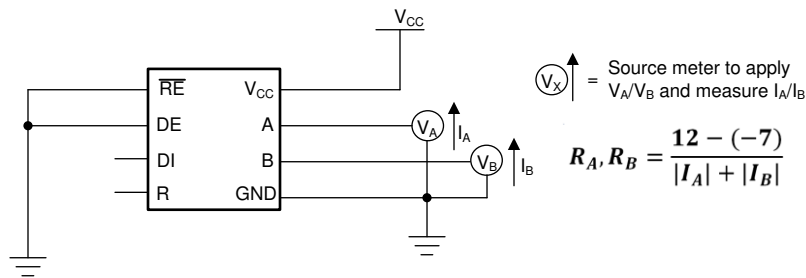 V_CC
R̅E̅ V_CC
DE A
DI B
R GND
V_A I_A
V_B I_B
V_X = Source meter to apply
V_A/V_B and measure I_A/I_B
R_A, R_B = (12 − (−7)) / (|I_A| + |I_B|)